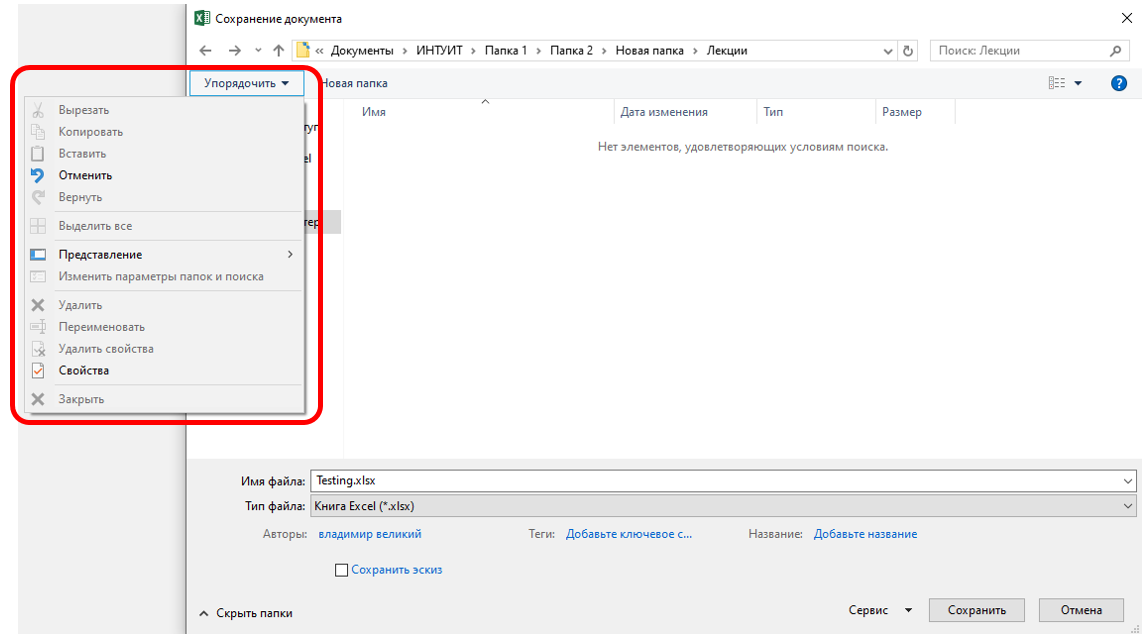 Сохранение документа
« Документы › ИНТУИТ › Папка 1 › Папка 2 › Новая папка › Лекции
Поиск: Лекции
Упорядочить
Новая папка
Вырезать
Копировать
Вставить
Отменить
Вернуть
Выделить все
Представление
Изменить параметры папок и поиска
Удалить
Переименовать
Удалить свойства
Свойства
Закрыть
Имя
Дата изменения
Тип
Размер
Нет элементов, удовлетворяющих условиям поиска.
Имя файла: Testing.xlsx
Тип файла: Книга Excel (*.xlsx)
Авторы: владимир великий
Теги: Добавьте ключевое с...
Название: Добавьте название
Сохранить эскиз
Скрыть папки
Сервис
Сохранить
Отмена